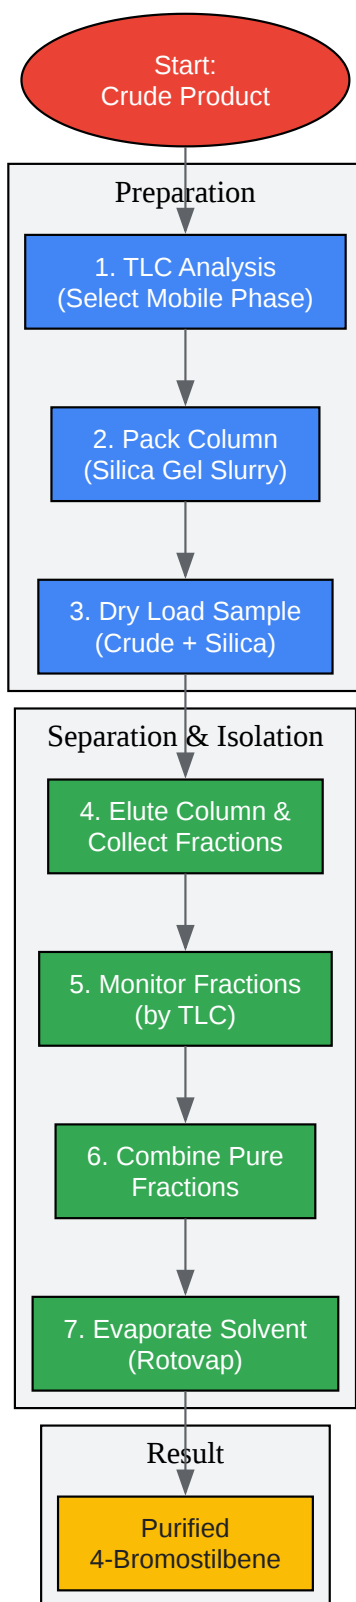 Start:
Crude Product
Preparation
1. TLC Analysis
(Select Mobile Phase)
2. Pack Column
(Silica Gel Slurry)
3. Dry Load Sample
(Crude + Silica)
Separation & Isolation
4. Elute Column &
Collect Fractions
5. Monitor Fractions
(by TLC)
6. Combine Pure
Fractions
7. Evaporate Solvent
(Rotovap)
Result
Purified
4-Bromostilbene